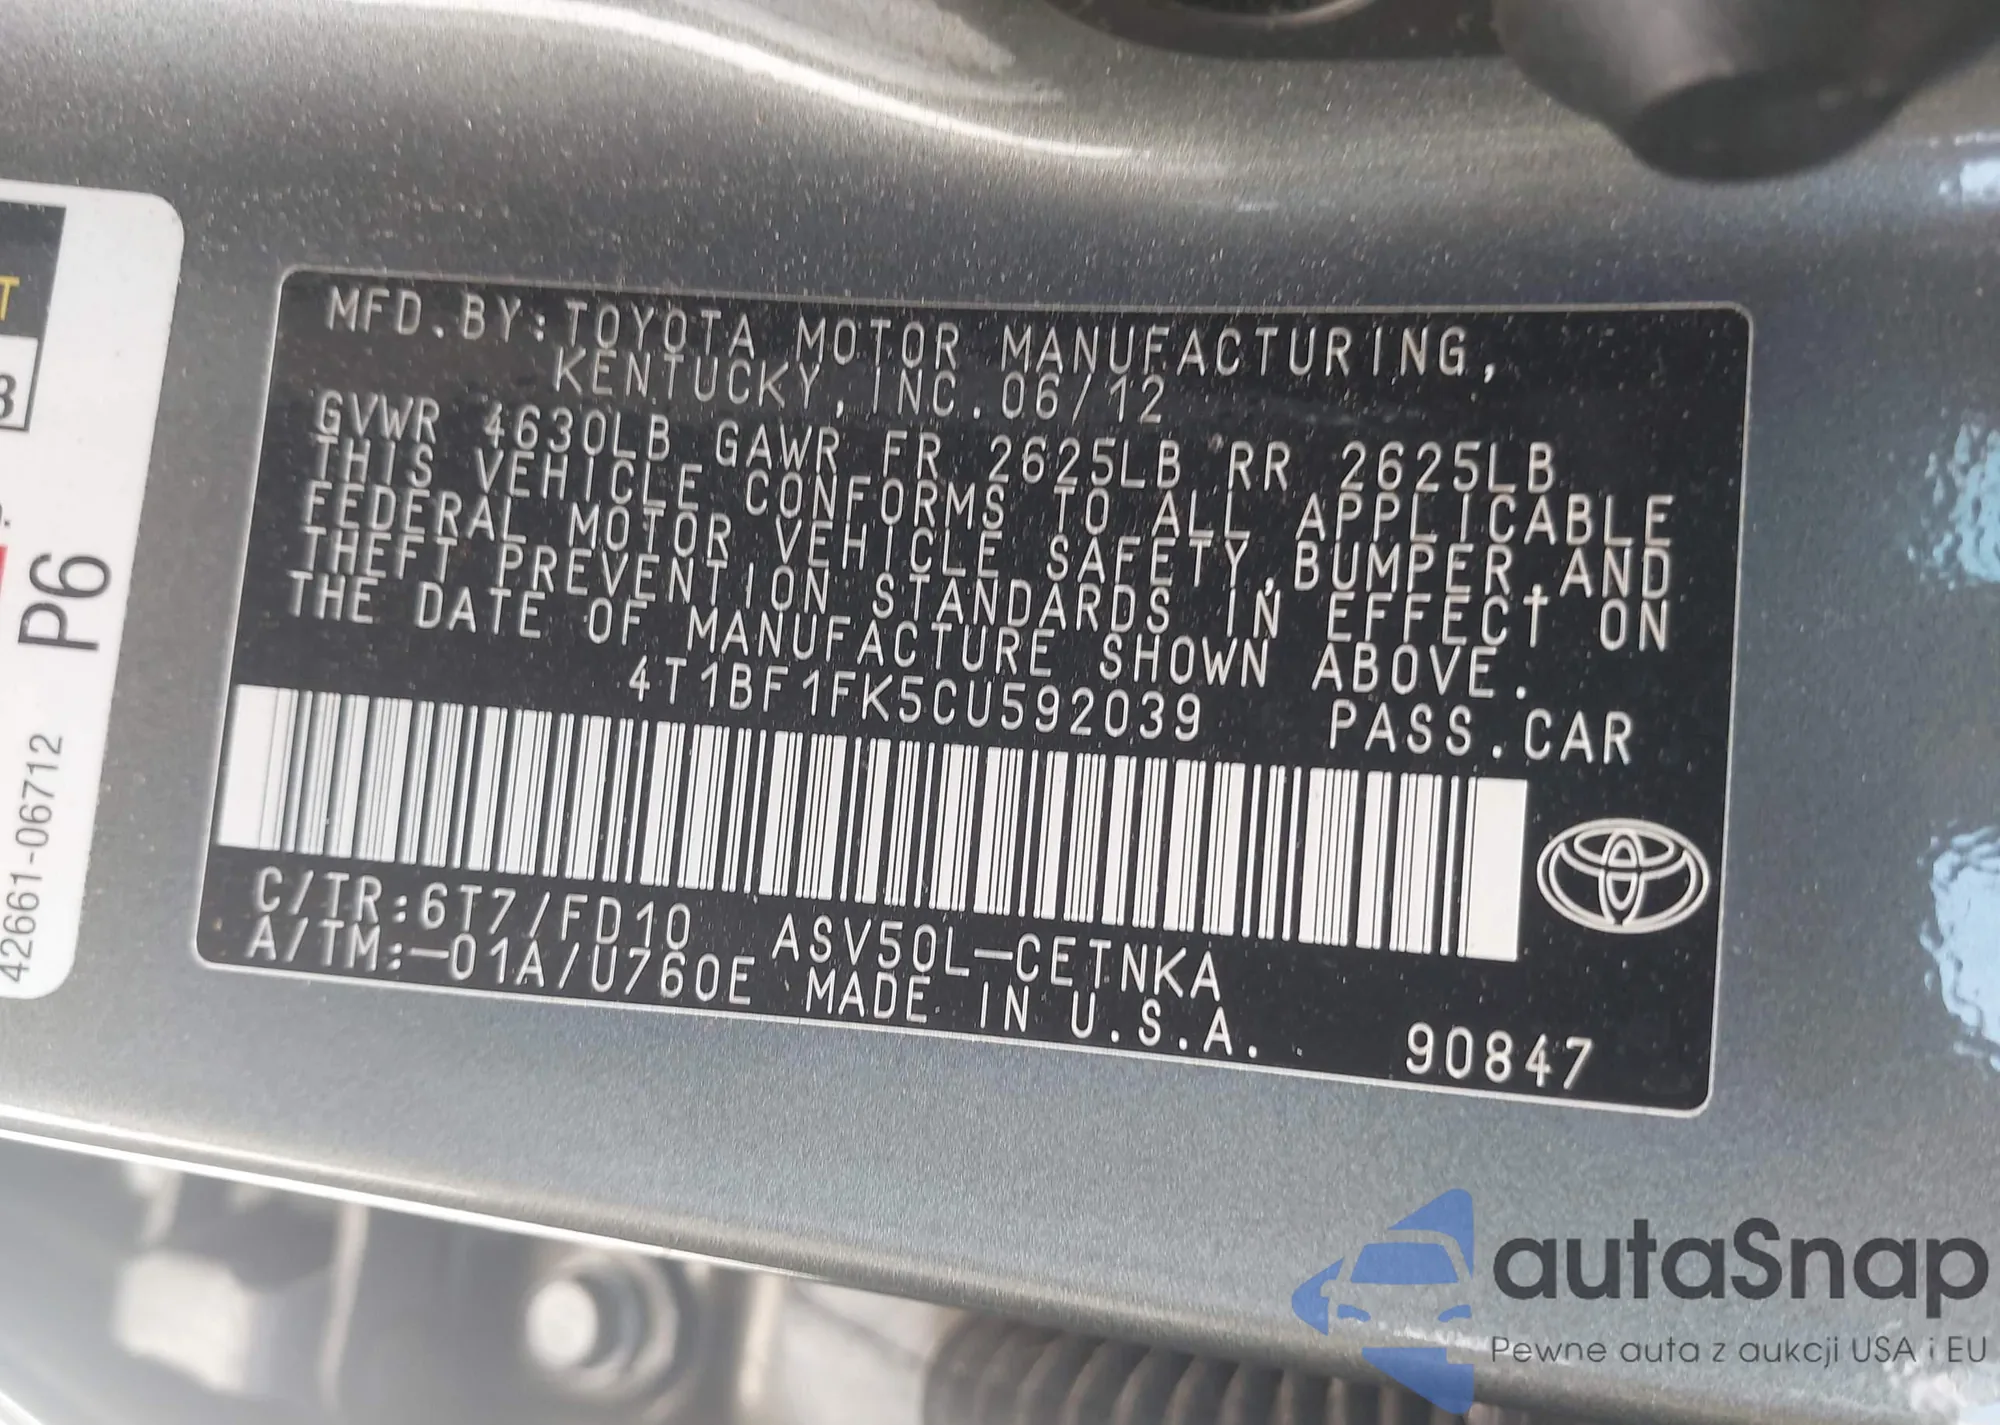 MFD.BY:TOYOTA MOTOR MANUFACTURING,
KENTUCKY, INC.06/12
GVWR 4630LB GAWR FR 2625LB RR 2625LB
THIS VEHICLE CONFORMS TO ALL APPLICABLE
FEDERAL MOTOR VEHICLE SAFETY,BUMPER,AND
THEFT PREVENTION STANDARDS IN EFFECT ON
THE DATE OF MANUFACTURE SHOWN ABOVE.
4T1BF1FK5CU592039 PASS.CAR
C/TR:6T7/FD10 ASV50L-CETNKA
A/TM:-01A/U760E MADE IN U.S.A. 90847
T
3
P6
42661-06712
autaSnap
Pewne auta z aukcji USA i EU